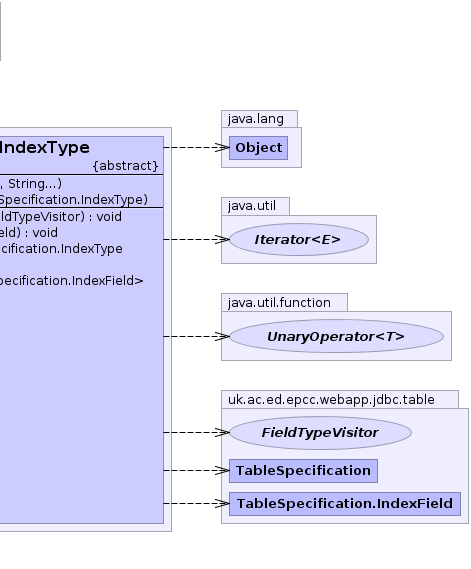 IndexType
{abstract}
, String...)
Specification.IndexType)
ldTypeVisitor) : void
eld) : void
cification.IndexType
pecification.IndexField>
java.lang
Object
java.util
Iterator<E>
java.util.function
UnaryOperator<T>
uk.ac.ed.epcc.webapp.jdbc.table
FieldTypeVisitor
TableSpecification
TableSpecification.IndexField